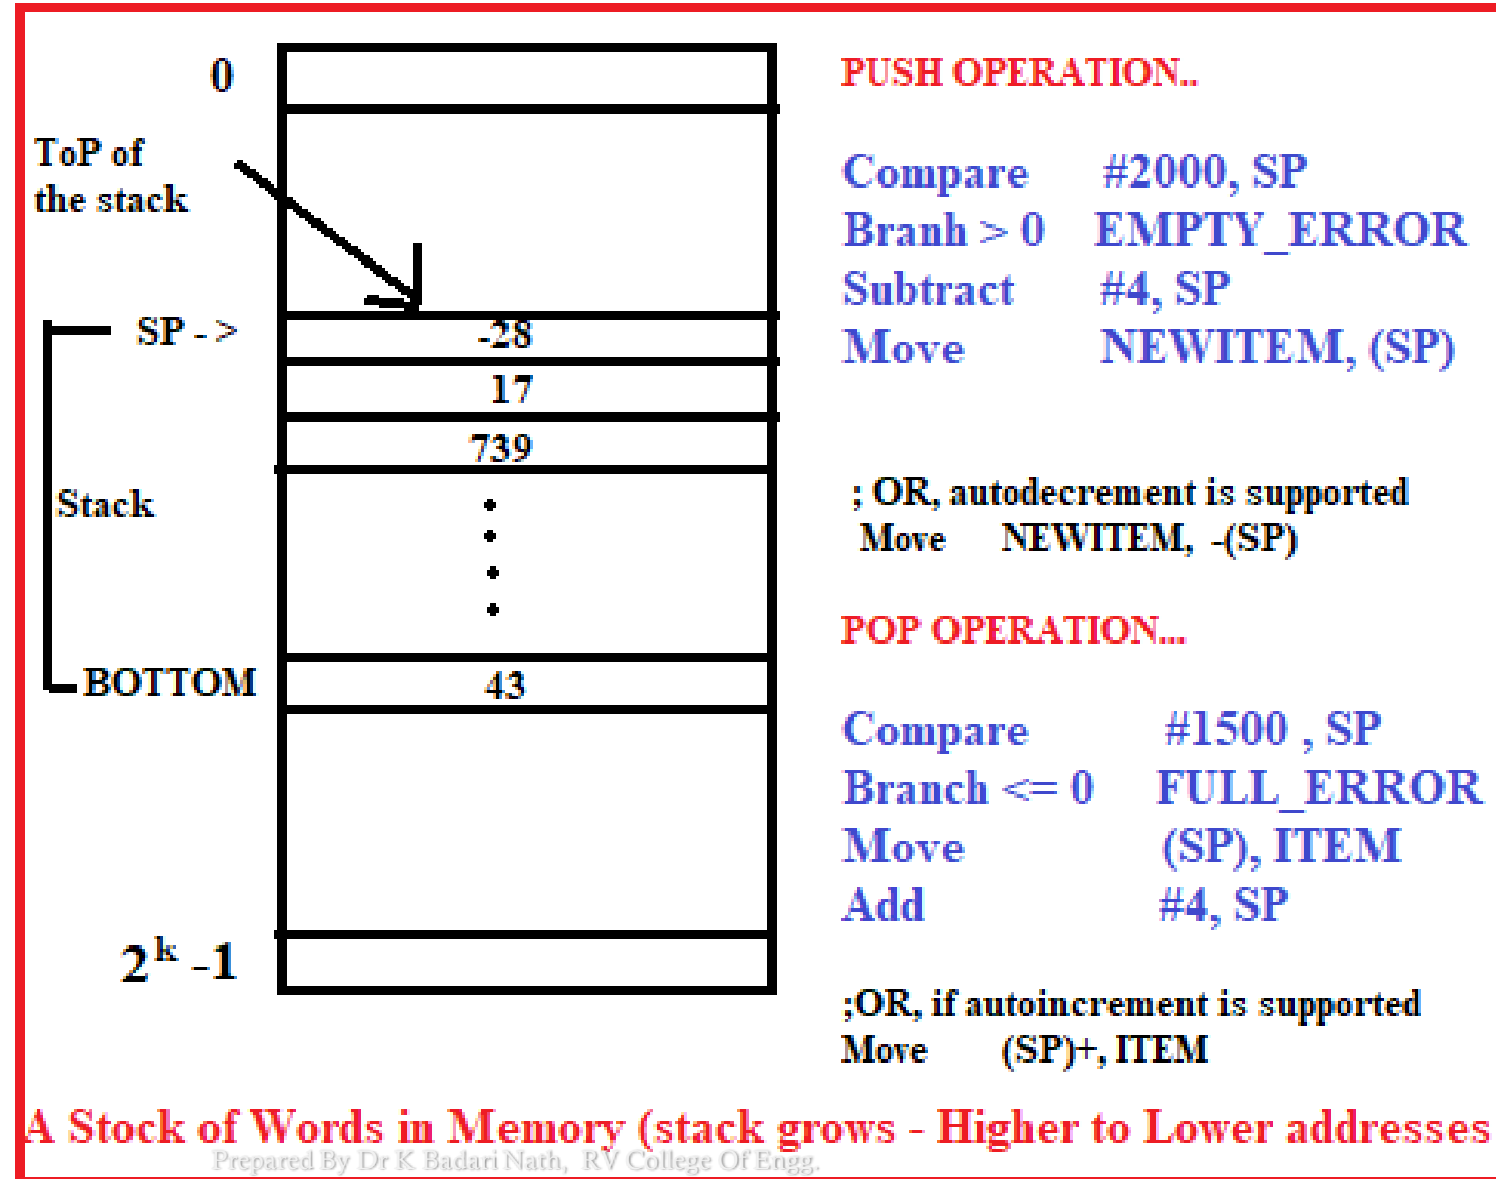 0
ToP of
the stack
SP - >
-28
17
739
Stack
BOTTOM
43
2^k -1
PUSH OPERATION..
Compare #2000, SP
Branh > 0 EMPTY_ERROR
Subtract #4, SP
Move NEWITEM, (SP)
; OR, autodecrement is supported
Move NEWITEM, -(SP)
POP OPERATION...
Compare #1500 , SP
Branch <= 0 FULL_ERROR
Move (SP), ITEM
Add #4, SP
;OR, if autoincrement is supported
Move (SP)+, ITEM
A Stock of Words in Memory (stack grows - Higher to Lower addresses
Prepared By Dr K Badari Nath, RV College Of Engg.